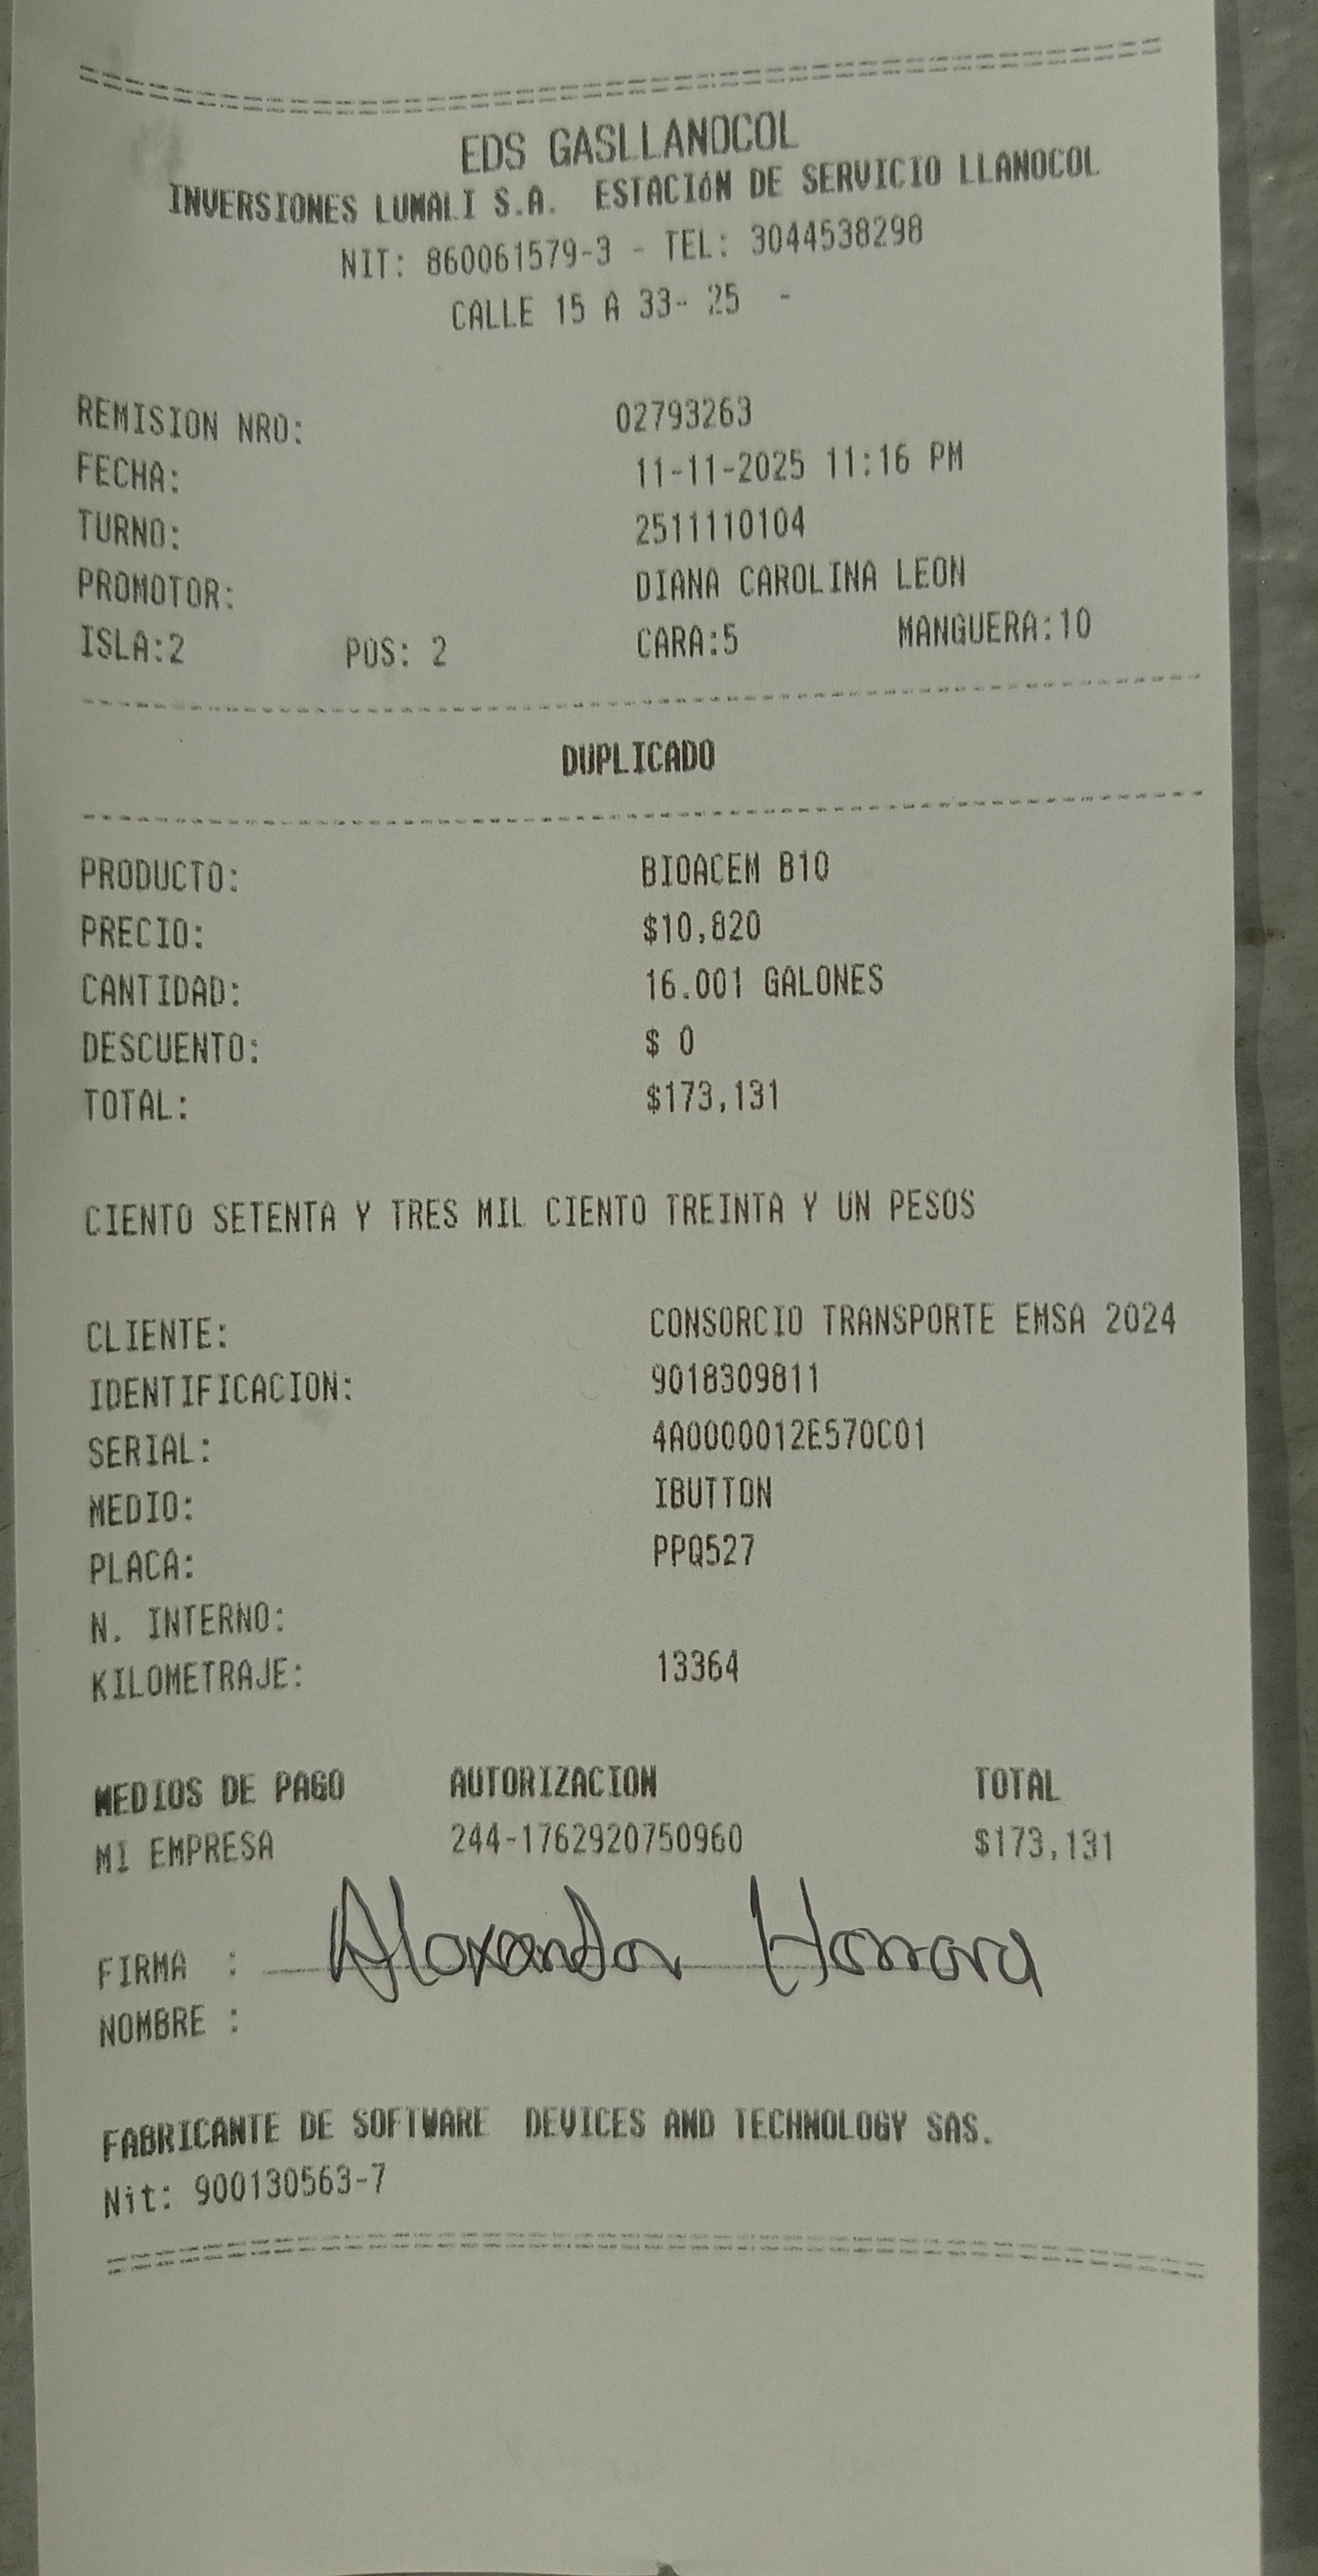 EDS GASLLANOCOL
INVERSIONES LUMALI S.A. ESTACIÓN DE SERVICIO LLANOCOL
NIT: 860061579-3 - TEL: 3044538298
CALLE 15 A 33- 25 -
REMISION NRO: 02793263
FECHA: 11-11-2025 11:16 PM
TURNO: 2511110104
PROMOTOR: DIANA CAROLINA LEON
ISLA:2 POS: 2 CARA:5 MANGUERA:10
DUPLICADO
PRODUCTO: BIOACEM B10
PRECIO: $10,820
CANTIDAD: 16.001 GALONES
DESCUENTO: $ 0
TOTAL: $173,131
CIENTO SETENTA Y TRES MIL CIENTO TREINTA Y UN PESOS
CLIENTE: CONSORCIO TRANSPORTE EMSA 2024
IDENTIFICACION: 9018309811
SERIAL: 4A0000012E570C01
MEDIO: IBUTTON
PLACA: PPQ527
N. INTERNO:
KILOMETRAJE: 13364
MEDIOS DE PAGO AUTORIZACION TOTAL
MI EMPRESA 244-1762920750960 $173,131
FIRMA : Alexander Herrera
NOMBRE :
FABRICANTE DE SOFTWARE DEVICES AND TECHNOLOGY SAS.
Nit: 900130563-7